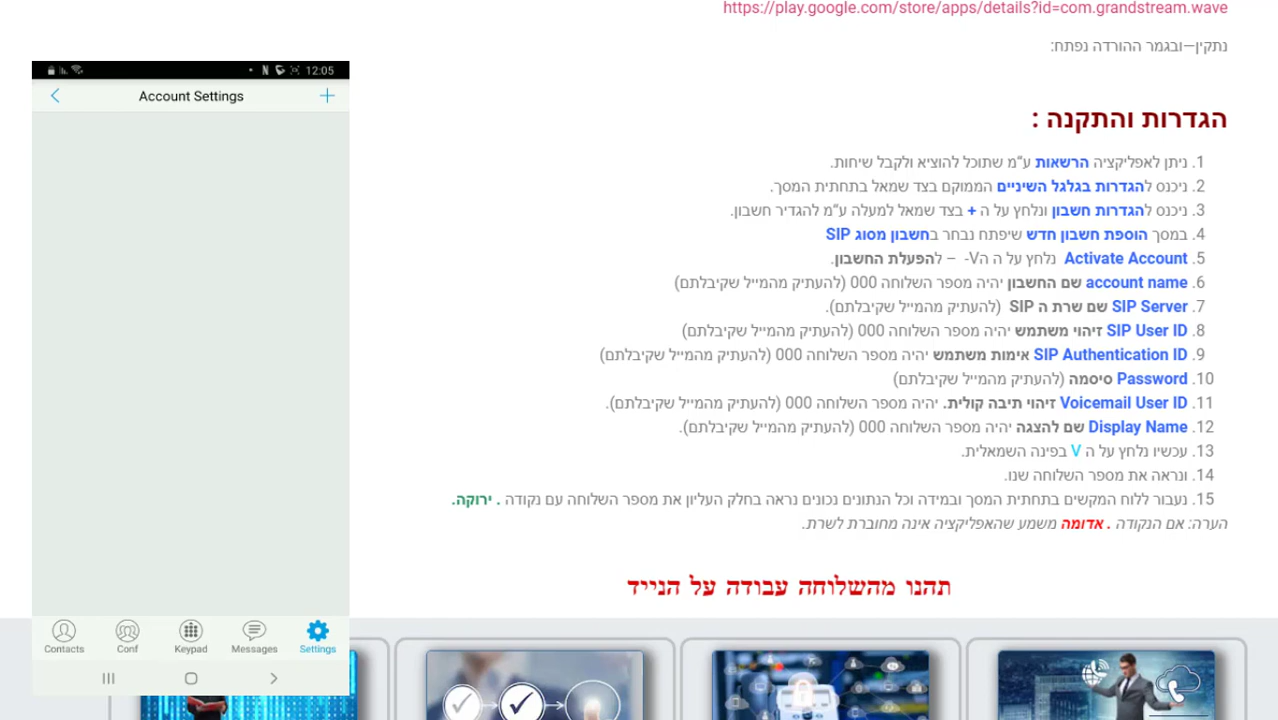 https://play.google.com/store/apps/details?id=com.grandstream.wave
נתקין–ובגמר ההורדה נפתח:
12:05
Account Settings
הגדרות והתקנה :
1. ניתן לאפליקציה הרשאות ע“מ שתוכל להוציא ולקבל שיחות.
2. ניכנס להגדרות בגלגל השיניים הממוקם בצד שמאל בתחתית המסך.
3. ניכנס להגדרות חשבון ונלחץ על ה + בצד שמאל למעלה ע“מ להגדיר חשבון.
4. במסך הוספת חשבון חדש שיפתח נבחר בחשבון מסוג SIP
5. Activate Account נלחץ על ה הV- – להפעלת החשבון.
6. account name שם החשבון יהיה מספר השלוחה 000 (להעתיק מהמייל שקיבלתם)
7. SIP Server שם שרת ה SIP (להעתיק מהמייל שקיבלתם).
8. SIP User ID זיהוי משתמש יהיה מספר השלוחה 000 (להעתיק מהמייל שקיבלתם)
9. SIP Authentication ID אימות משתמש יהיה מספר השלוחה 000 (להעתיק מהמייל שקיבלתם)
10. Password סיסמה (להעתיק מהמייל שקיבלתם)
11. Voicemail User ID זיהוי תיבה קולית. יהיה מספר השלוחה 000 (להעתיק מהמייל שקיבלתם).
12. Display Name שם להצגה יהיה מספר השלוחה 000 (להעתיק מהמייל שקיבלתם).
13. עכשיו נלחץ על ה V בפינה השמאלית.
14. ונראה את מספר השלוחה שנו.
15. נעבור ללוח המקשים בתחתית המסך ובמידה וכל הנתונים נכונים נראה בחלק העליון את מספר השלוחה עם נקודה . ירוקה.
הערה: אם הנקודה . אדומה משמע שהאפליקציה אינה מחוברת לשרת.
תהנו מהשלוחה עבודה על הנייד
Contacts
Conf
Keypad
Messages
Settings